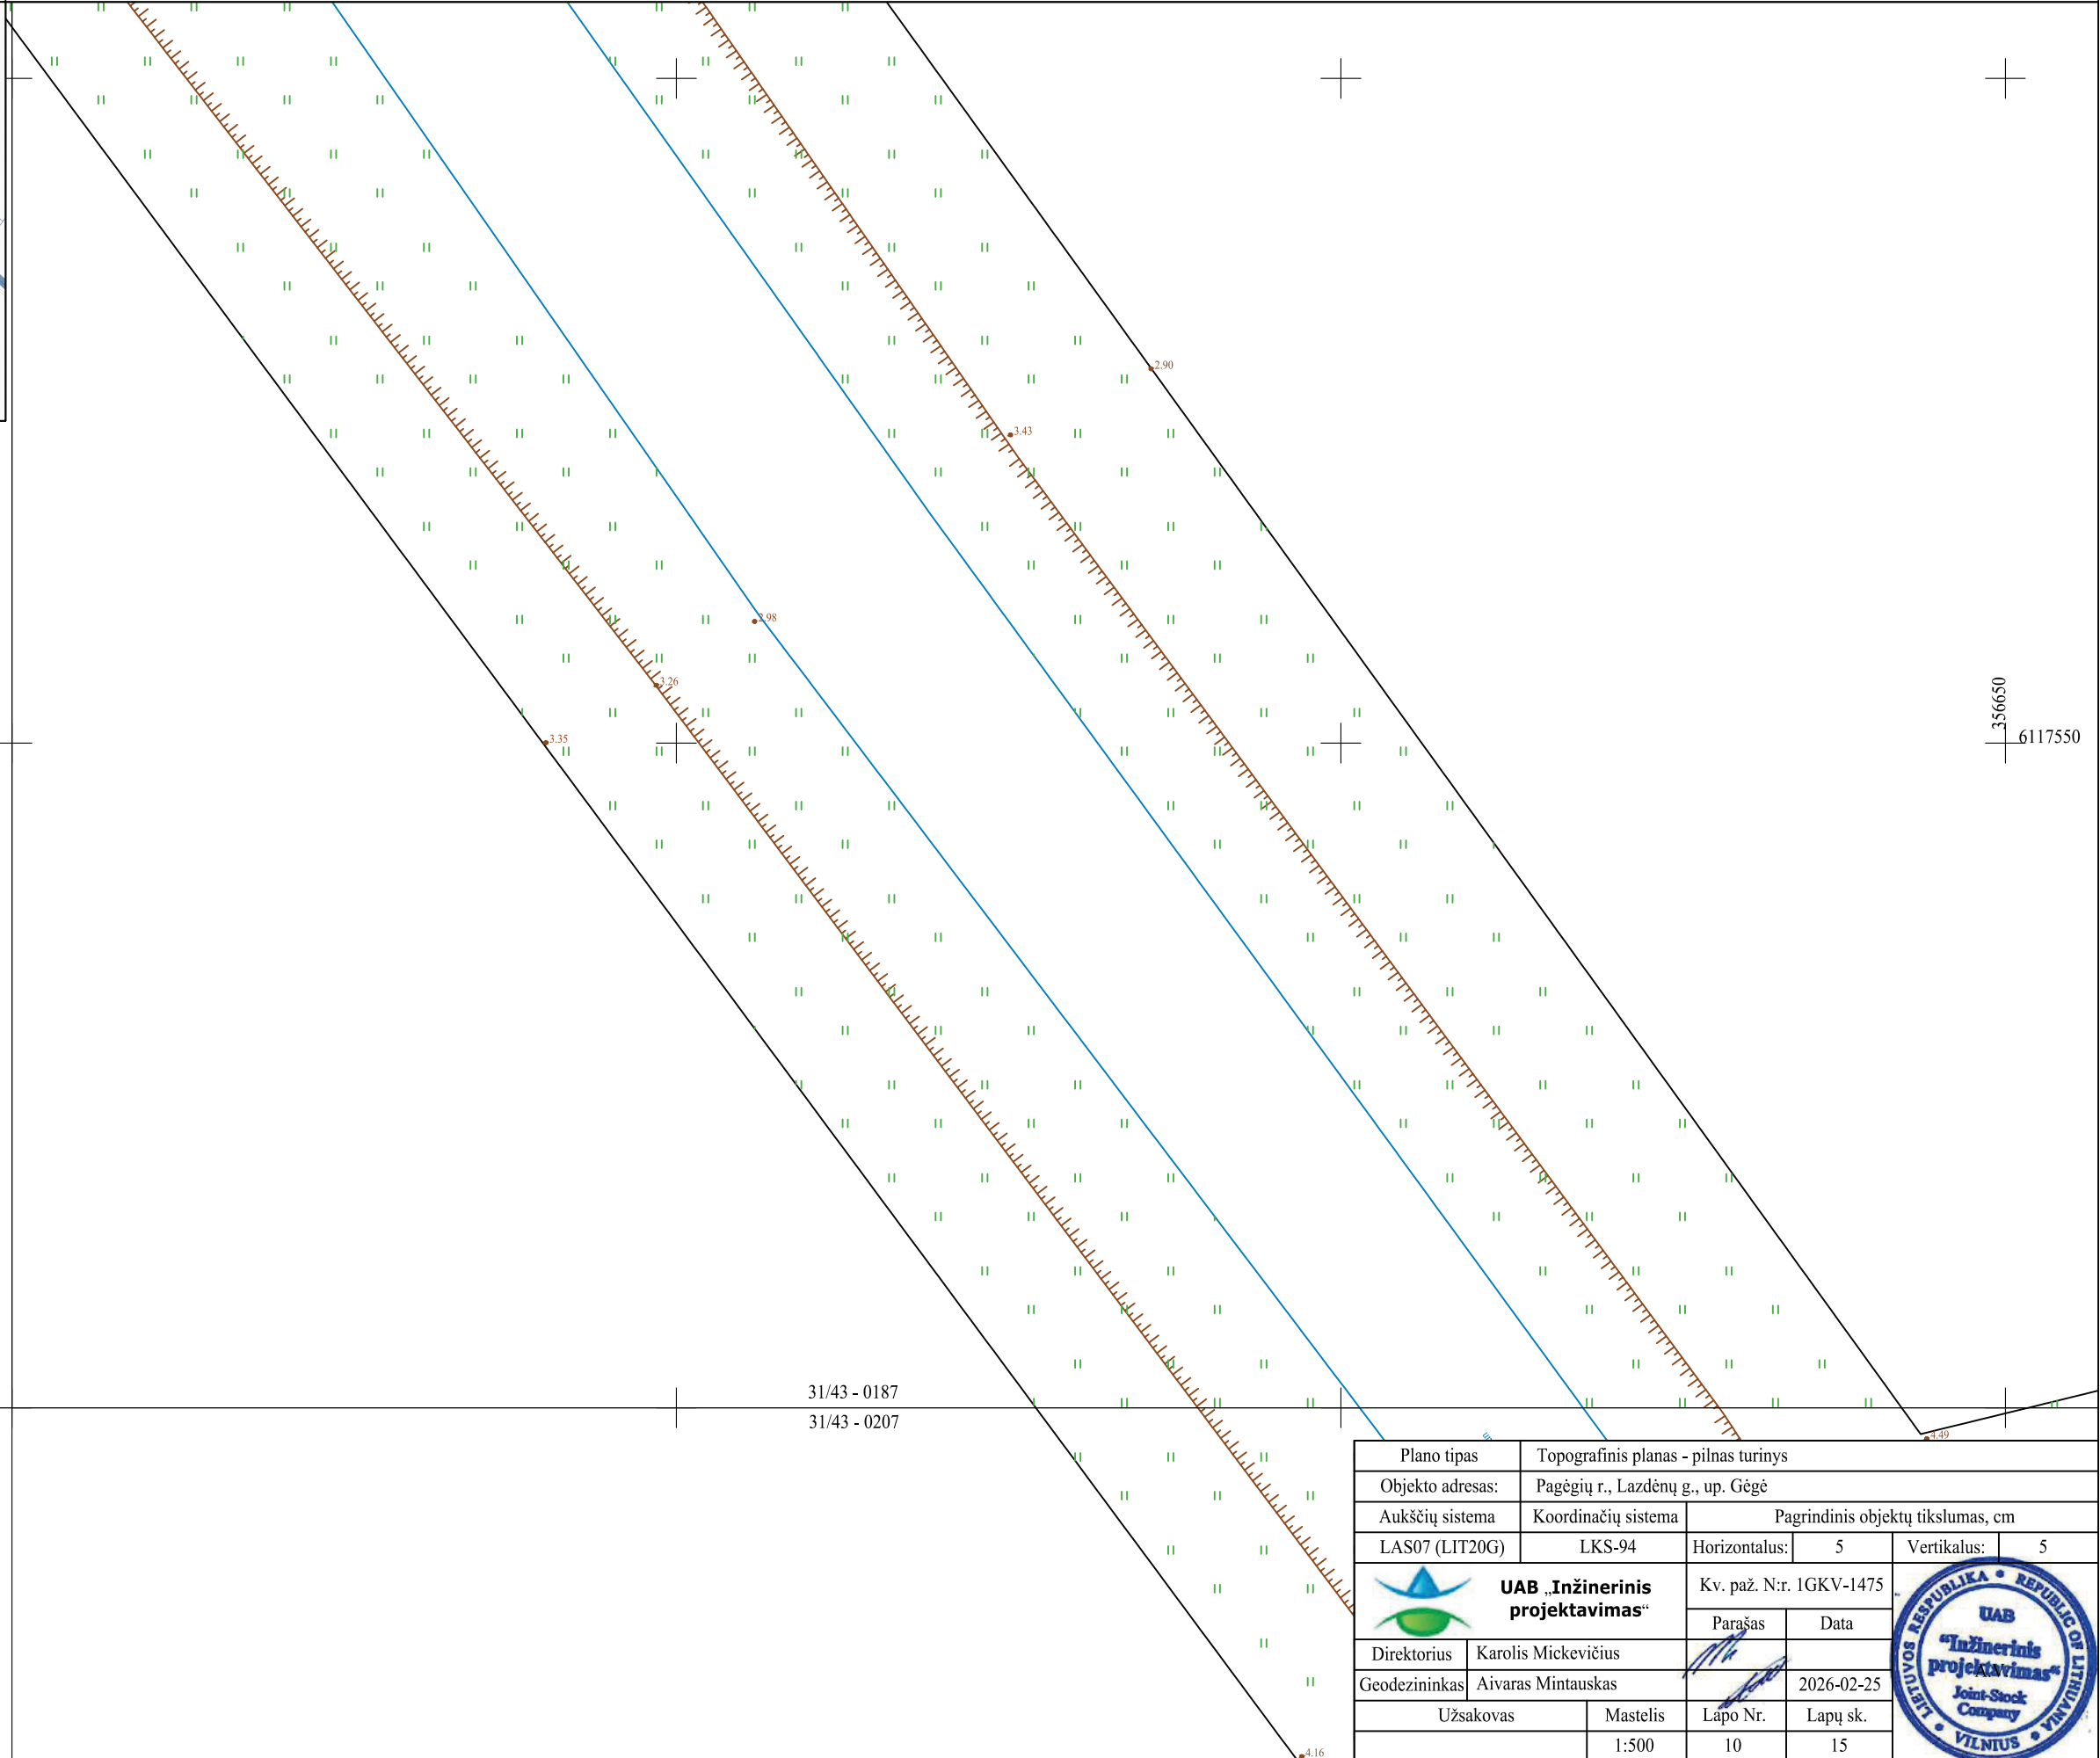 2.90
3.43
2.98
3.26
3.35
356650
6117550
31/43 - 0187
31/43 - 0207
4.49
4.16
Plano tipas Topografinis planas - pilnas turinys
Objekto adresas: Pagėgių r., Lazdėnų g., up. Gėgė
Aukščių sistema Koordinačių sistema Pagrindinis objektų tikslumas, cm
LAS07 (LIT20G) LKS-94 Horizontalus: 5 Vertikalus: 5
UAB „Inžinerinis
projektavimas“
Kv. paž. N:r. 1GKV-1475
Parašas Data
Direktorius Karolis Mickevičius
Geodezininkas Aivaras Mintauskas 2026-02-25
Užsakovas Mastelis Lapo Nr. Lapų sk.
1:500 10 15
LIETUVOS RESPUBLIKA • REPUBLIC OF LITHUANIA
UAB
“Inžinerinis
projektavimas“
A.V.
Joint-Stock
Company
• VILNIUS •